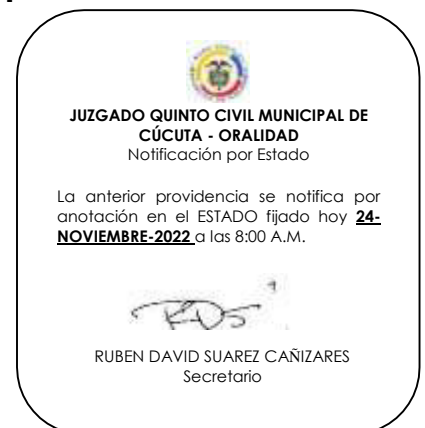 JUZGADO QUINTO CIVIL MUNICIPAL DE
CÚCUTA - ORALIDAD
Notificación por Estado
La anterior providencia se notifica por
anotación en el ESTADO fijado hoy 24-
NOVIEMBRE-2022 a las 8:00 A.M.
RUBEN DAVID SUAREZ CAÑIZARES
Secretario